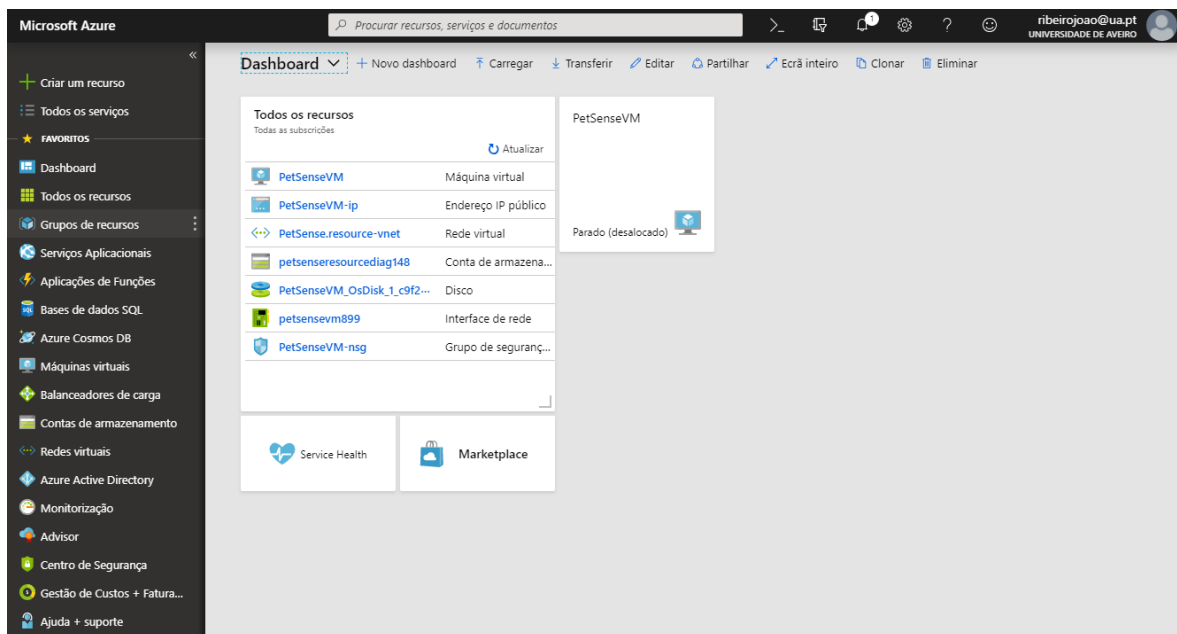 Microsoft Azure
Procurar recursos, serviços e documentos
1
ribeirojoao@ua.pt
UNIVERSIDADE DE AVEIRO
Dashboard
Novo dashboard
Carregar
Transferir
Editar
Partilhar
Ecrã inteiro
Clonar
Eliminar
Criar um recurso
Todos os serviços
FAVORITOS
Dashboard
Todos os recursos
Grupos de recursos
Serviços Aplicacionais
Aplicações de Funções
Bases de dados SQL
Azure Cosmos DB
Máquinas virtuais
Balanceadores de carga
Contas de armazenamento
Redes virtuais
Azure Active Directory
Monitorização
Advisor
Centro de Segurança
Gestão de Custos + Fatura...
Ajuda + suporte
Todos os recursos
Todas as subscrições
Atualizar
PetSenseVM Máquina virtual
PetSenseVM-ip Endereço IP público
PetSense.resource-vnet Rede virtual
petsenseresourcediag148 Conta de armazena...
PetSenseVM_OsDisk_1_c9f2... Disco
petsensevm899 Interface de rede
PetSenseVM-nsg Grupo de seguranç...
PetSenseVM
Parado (desalocado)
Service Health
Marketplace